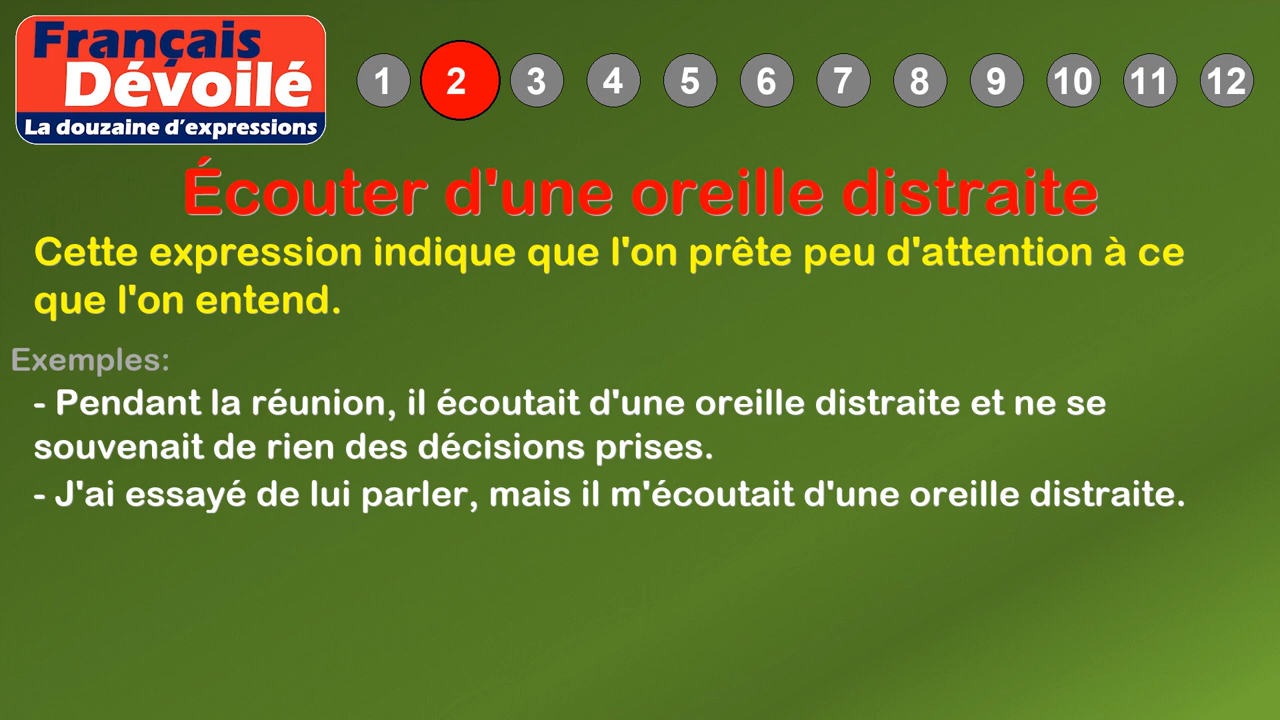 Français
Dévoilé
La douzaine d'expressions
1 2 3 4 5 6 7 8 9 10 11 12
Écouter d'une oreille distraite
Cette expression indique que l'on prête peu d'attention à ce
que l'on entend.
Exemples:
- Pendant la réunion, il écoutait d'une oreille distraite et ne se
souvenait de rien des décisions prises.
- J'ai essayé de lui parler, mais il m'écoutait d'une oreille distraite.